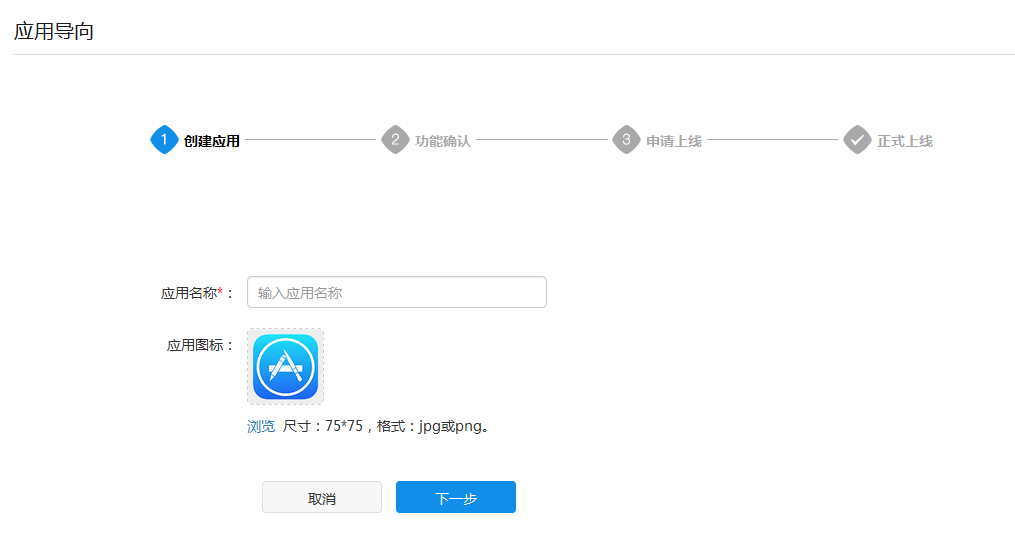 应用导向
1 创建应用 2 功能确认 3 申请上线 正式上线
应用名称*： 输入应用名称
应用图标：
浏览 尺寸：75*75，格式：jpg或png。
取消 下一步